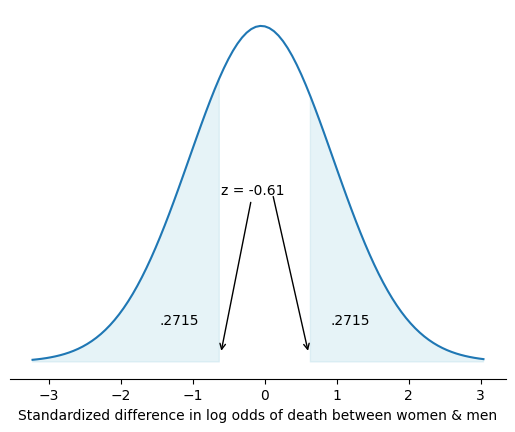 z = -0.61
.2715 .2715
−3 −2 −1 0 1 2 3
Standardized difference in log odds of death between women & men